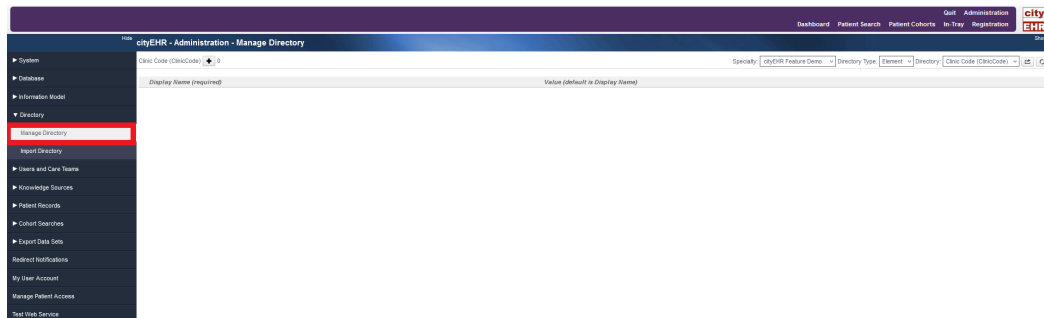 Quit Administration
city
Dashboard Patient Search Patient Cohorts In-Tray Registration
EHR
Hide
cityEHR - Administration - Manage Directory
► System
Clinic Code (ClinicCode) + 0
Specialty: cityEHR Feature Demo Directory Type: Element Directory: Clinic Code (ClinicCode)
► Database
Display Name (required) Value (default is Display Name)
► Information Model
▼ Directory
Manage Directory
Import Directory
► Users and Care Teams
► Knowledge Sources
► Patient Records
► Cohort Searches
► Export Data Sets
Redirect Notifications
My User Account
Manage Patient Access
Test Web Service